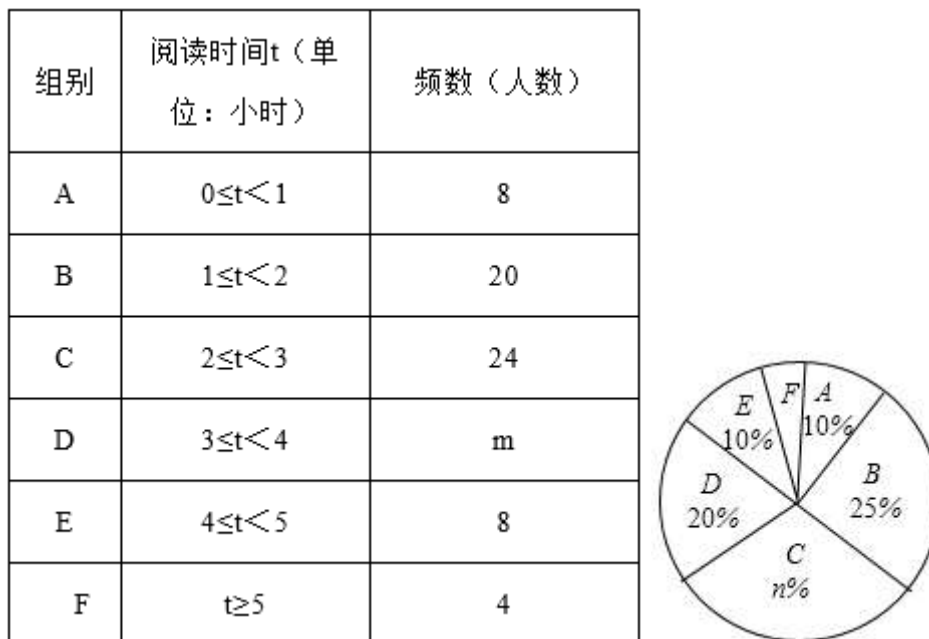 组别 阅读时间t（单位：小时） 频数（人数）
A 0≤t＜1 8
B 1≤t＜2 20
C 2≤t＜3 24
D 3≤t＜4 m
E 4≤t＜5 8
F t≥5 4
E
10%
F
A
10%
D
20%
B
25%
C
n%